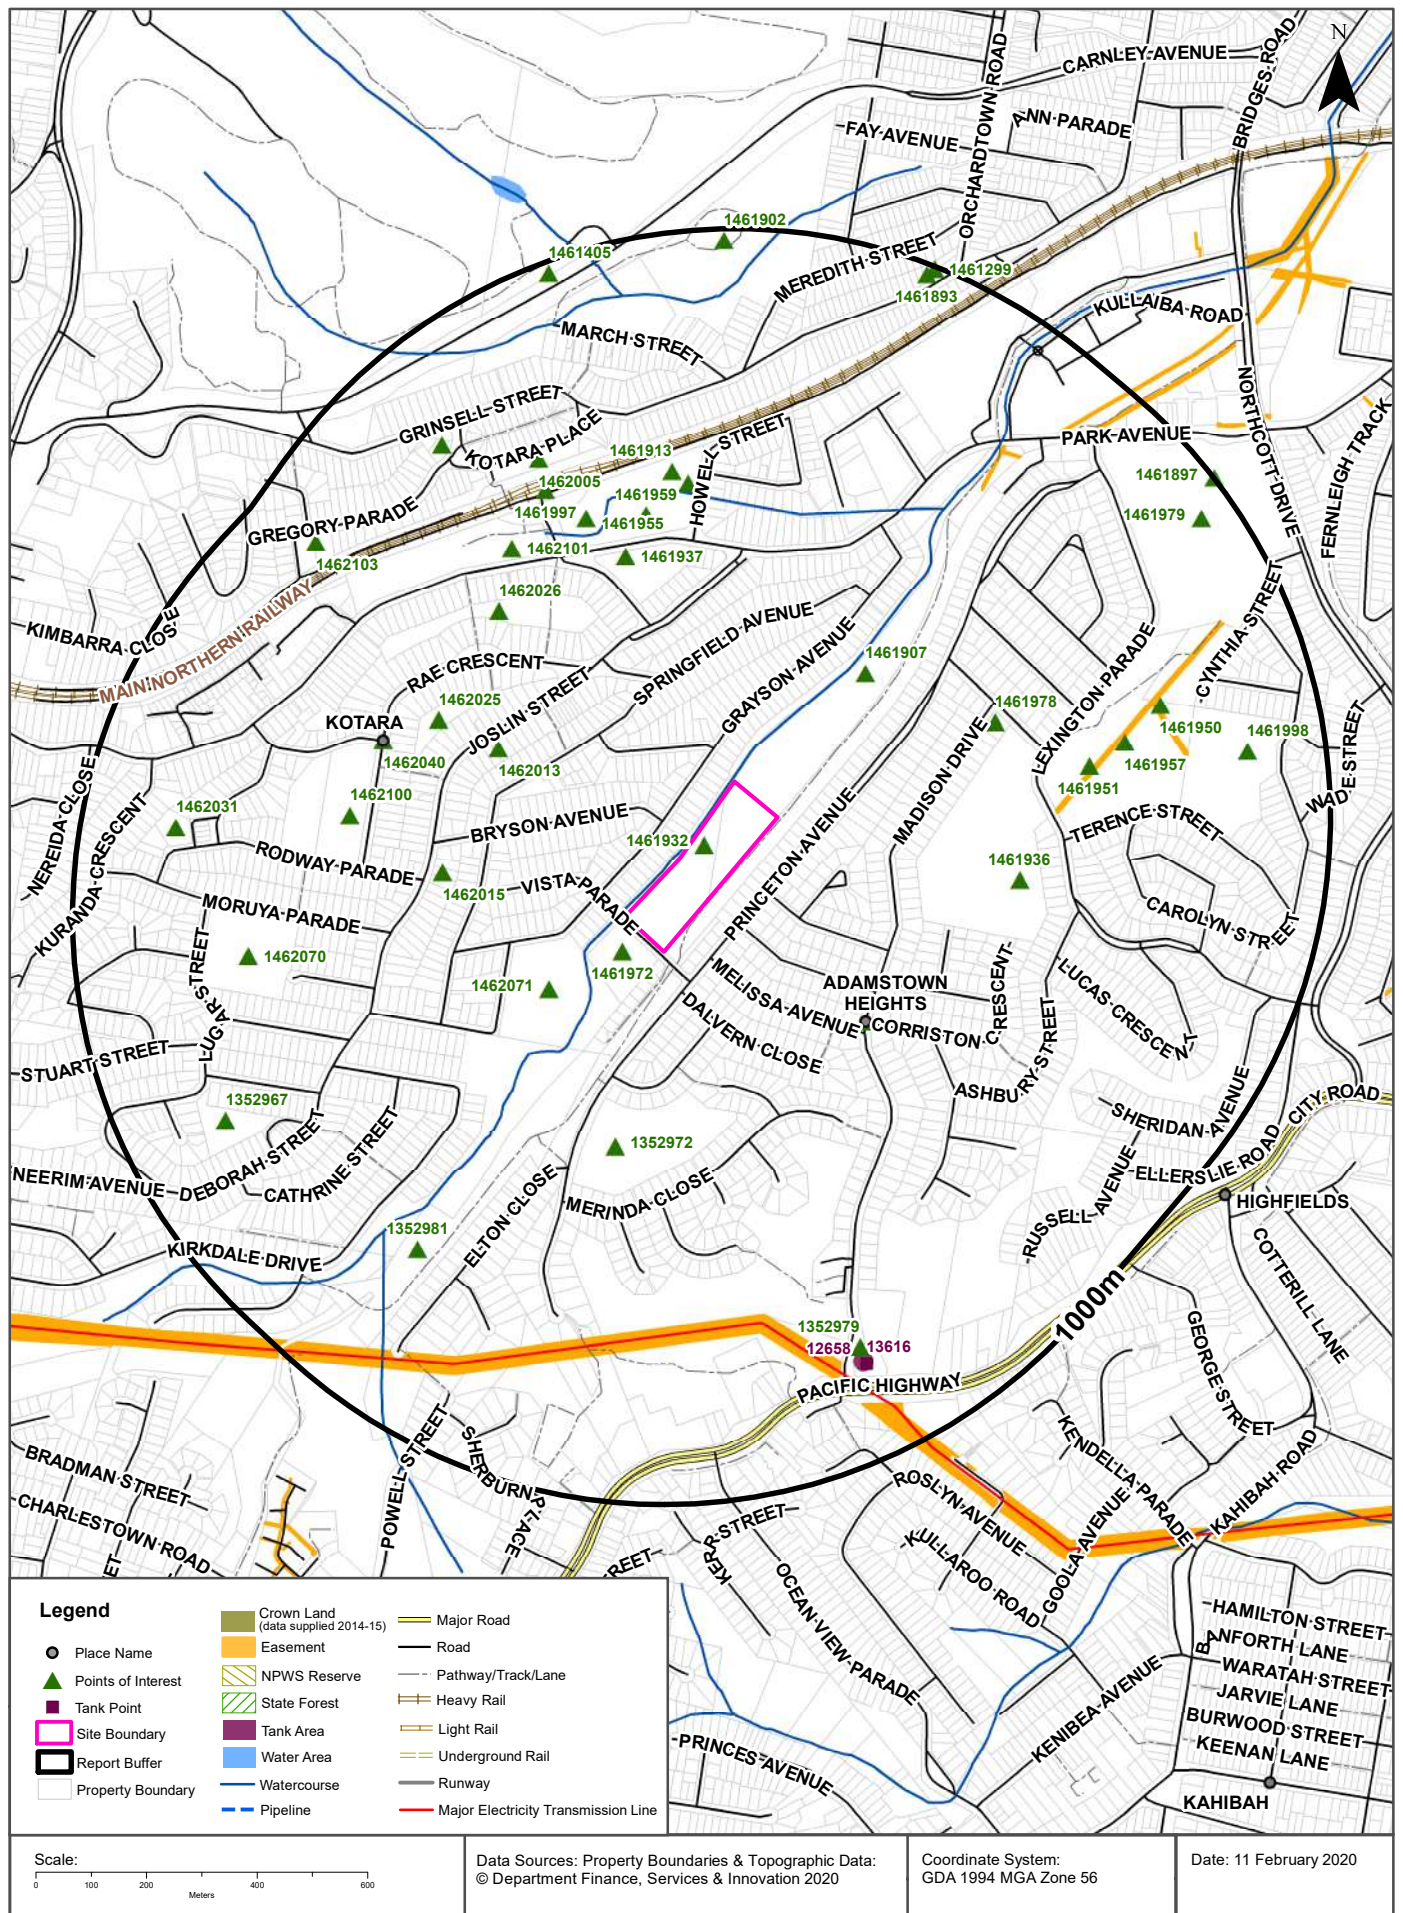 N
CARNLEY AVENUE
BRIDGES ROAD
ORCHARDTOWN ROAD
ANN PARADE
FAY AVENUE
1461902
1461405
MEREDITH STREET
1461299
1461893
KULLAIBA ROAD
MARCH STREET
NORTHCOTT DRIVE
GRINSELL STREET
KOTARA PLACE
HOWELL STREET
PARK AVENUE
FERNLEIGH TRACK
1461913
1461897
1462005
1461959
GREGORY PARADE
1461997
1461955
1461979
1462101
1461937
1462103
1462026
CYNTHIA STREET
KIMBARRA CLOSE
MAIN NORTHERN RAILWAY
SPRINGFIELD AVENUE
GRAYSON AVENUE
1461907
LEXINGTON PARADE
RAE CRESCENT
JOSLIN STREET
1462025
1461978
KOTARA
1461950
1461998
WADE STREET
1462040
1462013
1461957
MADISON DRIVE
1461951
NEREIDA CLOSE
1462031
1462100
PRINCETON AVENUE
KURANDA CRESCENT
BRYSON AVENUE
TERENCE STREET
1461932
RODWAY PARADE
1461936
1462015
VISTA PARADE
MORUYA PARADE
CAROLYN STREET
1462070
LUGAR STREET
1461972
1462071
MELISSA AVENUE
ADAMSTOWN
HEIGHTS
CORRISTON CRESCENT
LUCAS CRESCENT
DALVERN CLOSE
STUART STREET
ASHBURY STREET
1352967
SHERIDAN AVENUE
CITY ROAD
DEBORAH STREET
1352972
CATHRINE STREET
ELLERSLIE ROAD
NEERIM AVENUE
MERINDA CLOSE
RUSSELL AVENUE
HIGHFIELDS
ELTON CLOSE
1352981
KIRKDALE DRIVE
COTTERILL LANE
1000m
1352979
12658
13616
GEORGE STREET
PACIFIC HIGHWAY
POWELL STREET
SHERBURN PLACE
BRADMAN STREET
KENDELLA PARADE
KAHIBAH ROAD
ROSLYN AVENUE
CHARLESTOWN ROAD
KERR STREET
GOOLA AVENUE
KULLAROO ROAD
ET
REET
OCEAN VIEW PARADE
HAMILTON STREET
BANFORTH LANE
WARATAH STREET
JARVIE LANE
BURWOOD STREET
KEENAN LANE
KENIBEA AVENUE
PRINCES AVENUE
KAHIBAH
Legend
Place Name
Points of Interest
Tank Point
Site Boundary
Report Buffer
Property Boundary
Crown Land
(data supplied 2014-15)
Easement
NPWS Reserve
State Forest
Tank Area
Water Area
Watercourse
Pipeline
Major Road
Road
Pathway/Track/Lane
Heavy Rail
Light Rail
Underground Rail
Runway
Major Electricity Transmission Line
Scale:
0 100 200 400 600
Meters
Data Sources: Property Boundaries & Topographic Data:
© Department Finance, Services & Innovation 2020
Coordinate System:
GDA 1994 MGA Zone 56
Date: 11 February 2020